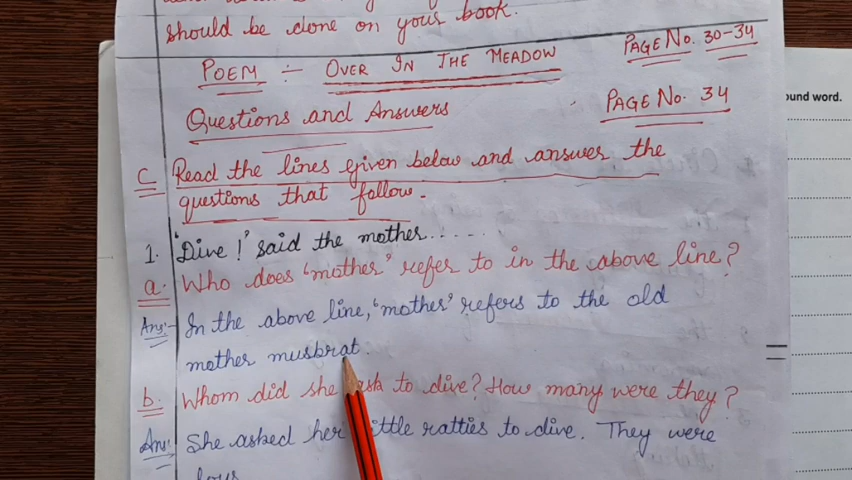 should be done on your book.
POEM ÷ OVER IN THE MEADOW PAGE No. 30-34
Questions and Answers PAGE No. 34
C Read the lines given below and answer the
questions that follow.
1. 'Dive!' said the mother......
a. Who does 'mother' refer to in the above line?
Ans:- In the above line, 'mother' refers to the old
mother musbrat.
b. Whom did she ask to dive? How many were they?
Ans: She asked her little ratties to dive. They were
four
ound word.